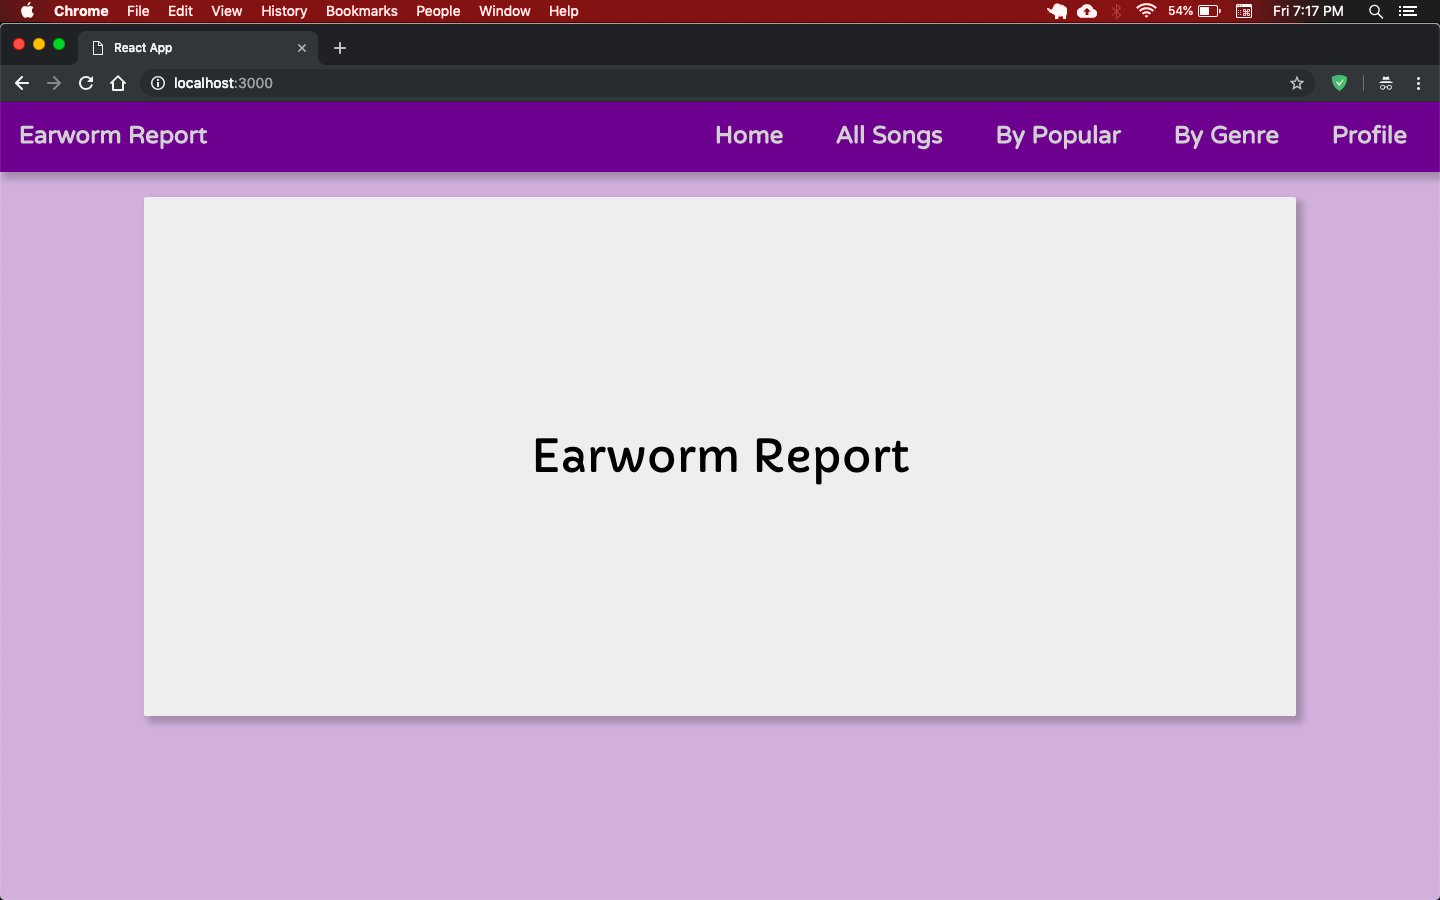 Chrome File Edit View History Bookmarks People Window Help 54% Fri 7:17 PM
React App
localhost:3000
Earworm Report Home All Songs By Popular By Genre Profile
Earworm Report